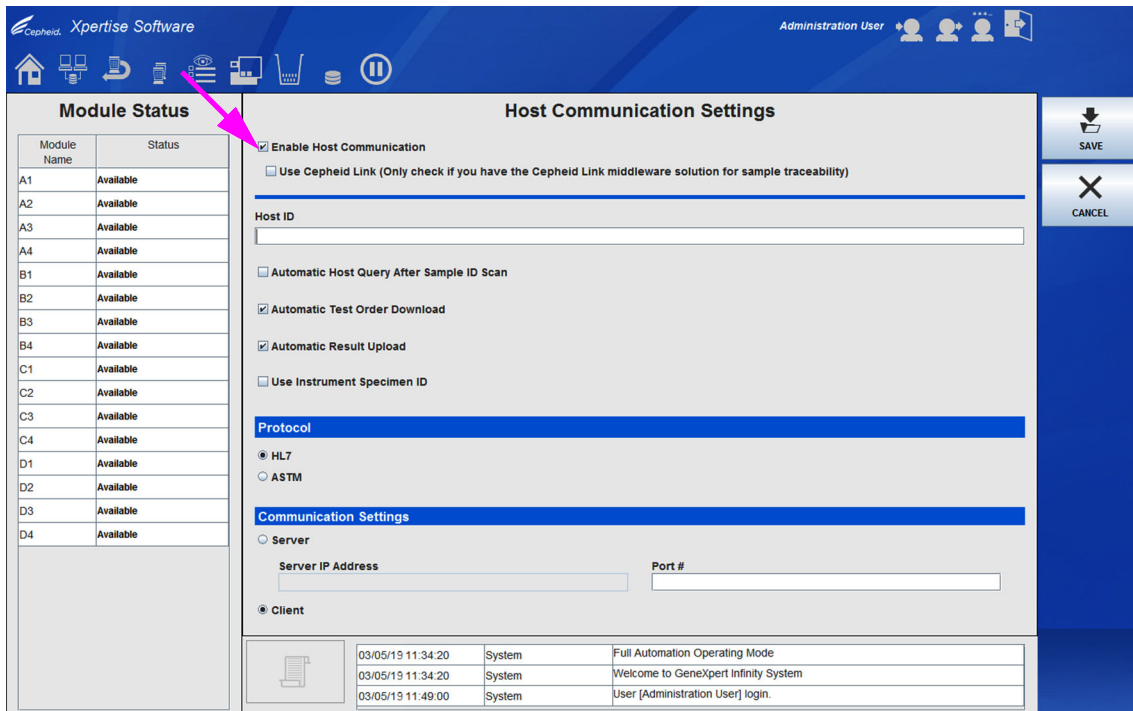 Cepheid. Xpertise Software
Administration User
Module Status
Module Name
Status
A1 Available
A2 Available
A3 Available
A4 Available
B1 Available
B2 Available
B3 Available
B4 Available
C1 Available
C2 Available
C3 Available
C4 Available
D1 Available
D2 Available
D3 Available
D4 Available
Host Communication Settings
Enable Host Communication
Use Cepheid Link (Only check if you have the Cepheid Link middleware solution for sample traceability)
Host ID
Automatic Host Query After Sample ID Scan
Automatic Test Order Download
Automatic Result Upload
Use Instrument Specimen ID
Protocol
HL7
ASTM
Communication Settings
Server
Server IP Address Port #
Client
03/05/19 11:34:20 System Full Automation Operating Mode
03/05/19 11:34:20 System Welcome to GeneXpert Infinity System
03/05/19 11:49:00 System User [Administration User] login.
SAVE
CANCEL